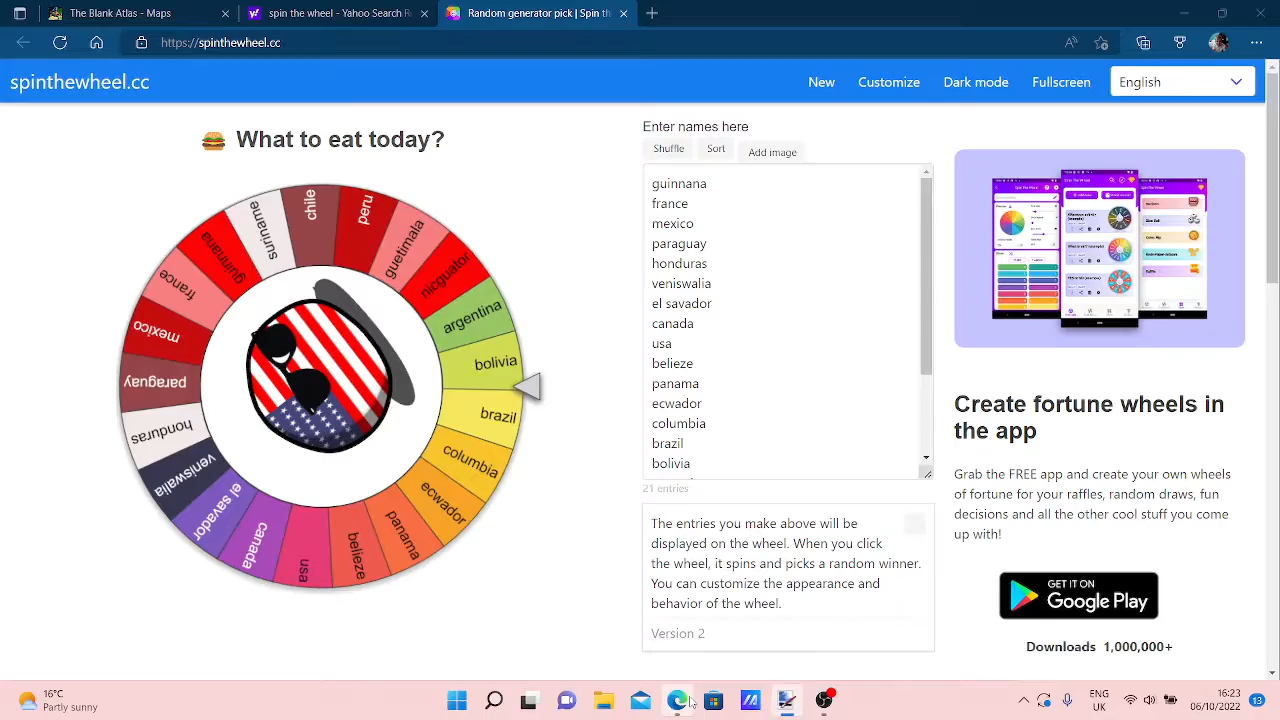 The Blank Atlas - Maps
spin the wheel - Yahoo Search R
Random generator pick | Spin th
https://spinthewheel.cc
spinthewheel.cc
New
Customize
Dark mode
Fullscreen
English
What to eat today?
chile
peru
guetimala
nicguator
argentina
bolivia
brazil
columbia
ecwador
panama
belieze
usa
canada
el savador
veniswalia
honduras
paraguay
mexico
france
guinnana
suriname
Enter names here
Shuffle
Sort
Add image
guinnana
france
mexico
paraguay
honduras
veniswalia
el savador
canada
usa
belieze
panama
ecwador
columbia
brazil
bolivia
21 entries
The entries you make above will be
displayed on the wheel. When you click
the wheel, it spins and picks a random winner.
You can customize the appearance and
behavior of the wheel.
Version 2
Create fortune wheels in
the app
Grab the FREE app and create your own wheels
of fortune for your raffles, random draws, fun
decisions and all the other cool stuff you come
up with!
GET IT ON
Google Play
Downloads 1,000,000+
16°C
Partly sunny
ENG
UK
16:23
06/10/2022
13